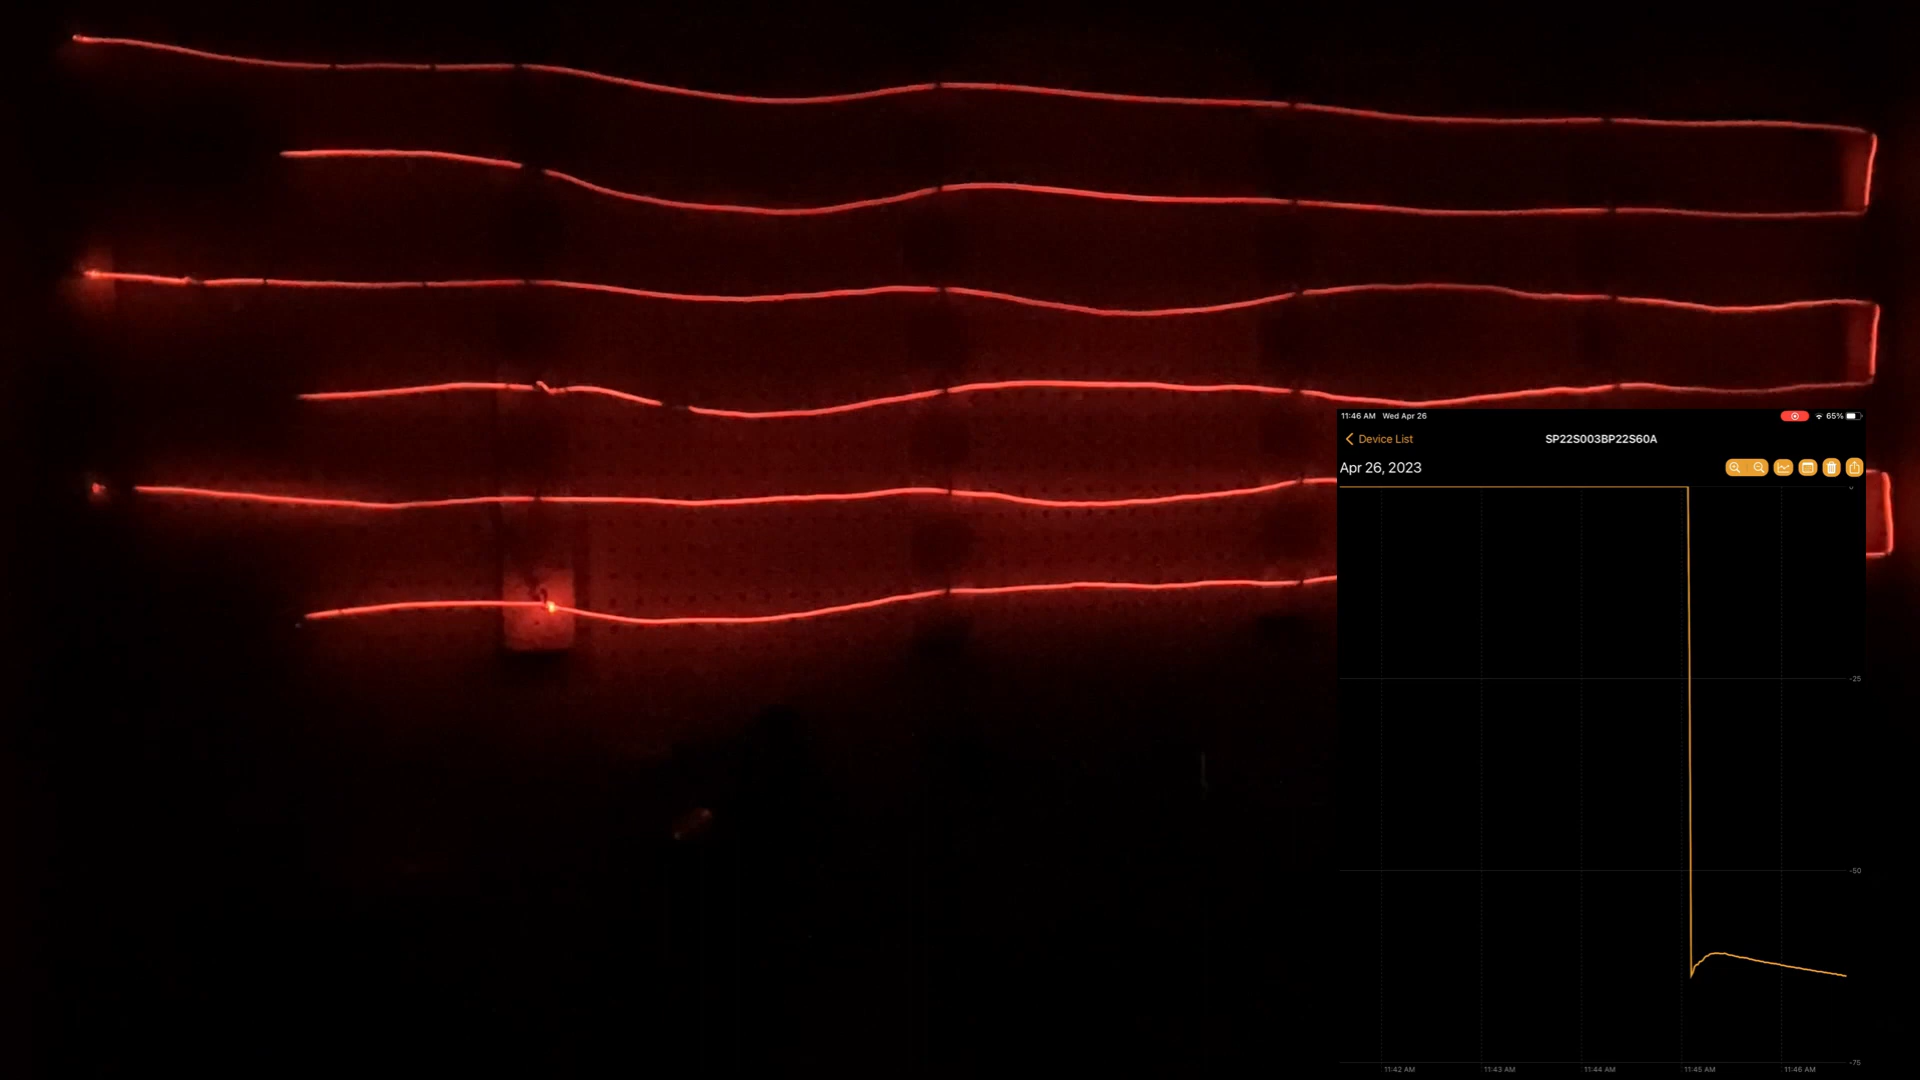 11:46 AM Wed Apr 26 65%
Device List SP22S003BP22S60A
Apr 26, 2023
0
-25
-50
-75
11:42 AM 11:43 AM 11:44 AM 11:45 AM 11:46 AM